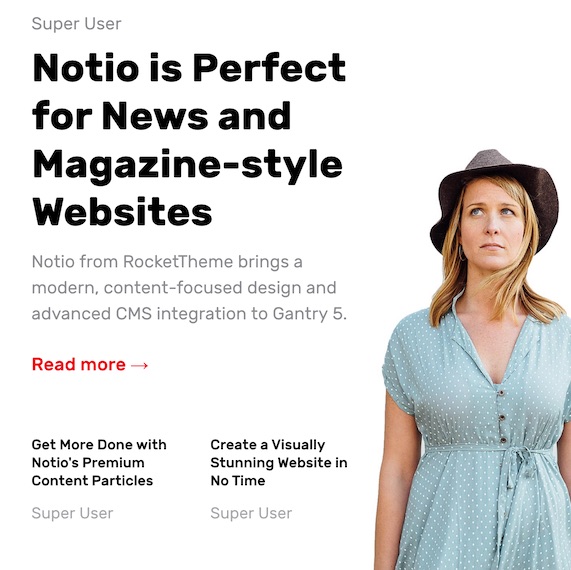 Super User
Notio is Perfect
for News and
Magazine-style
Websites
Notio from RocketTheme brings a
modern, content-focused design and
advanced CMS integration to Gantry 5.
Read more →
Get More Done with
Notio's Premium
Content Particles
Super User
Create a Visually
Stunning Website in
No Time
Super User